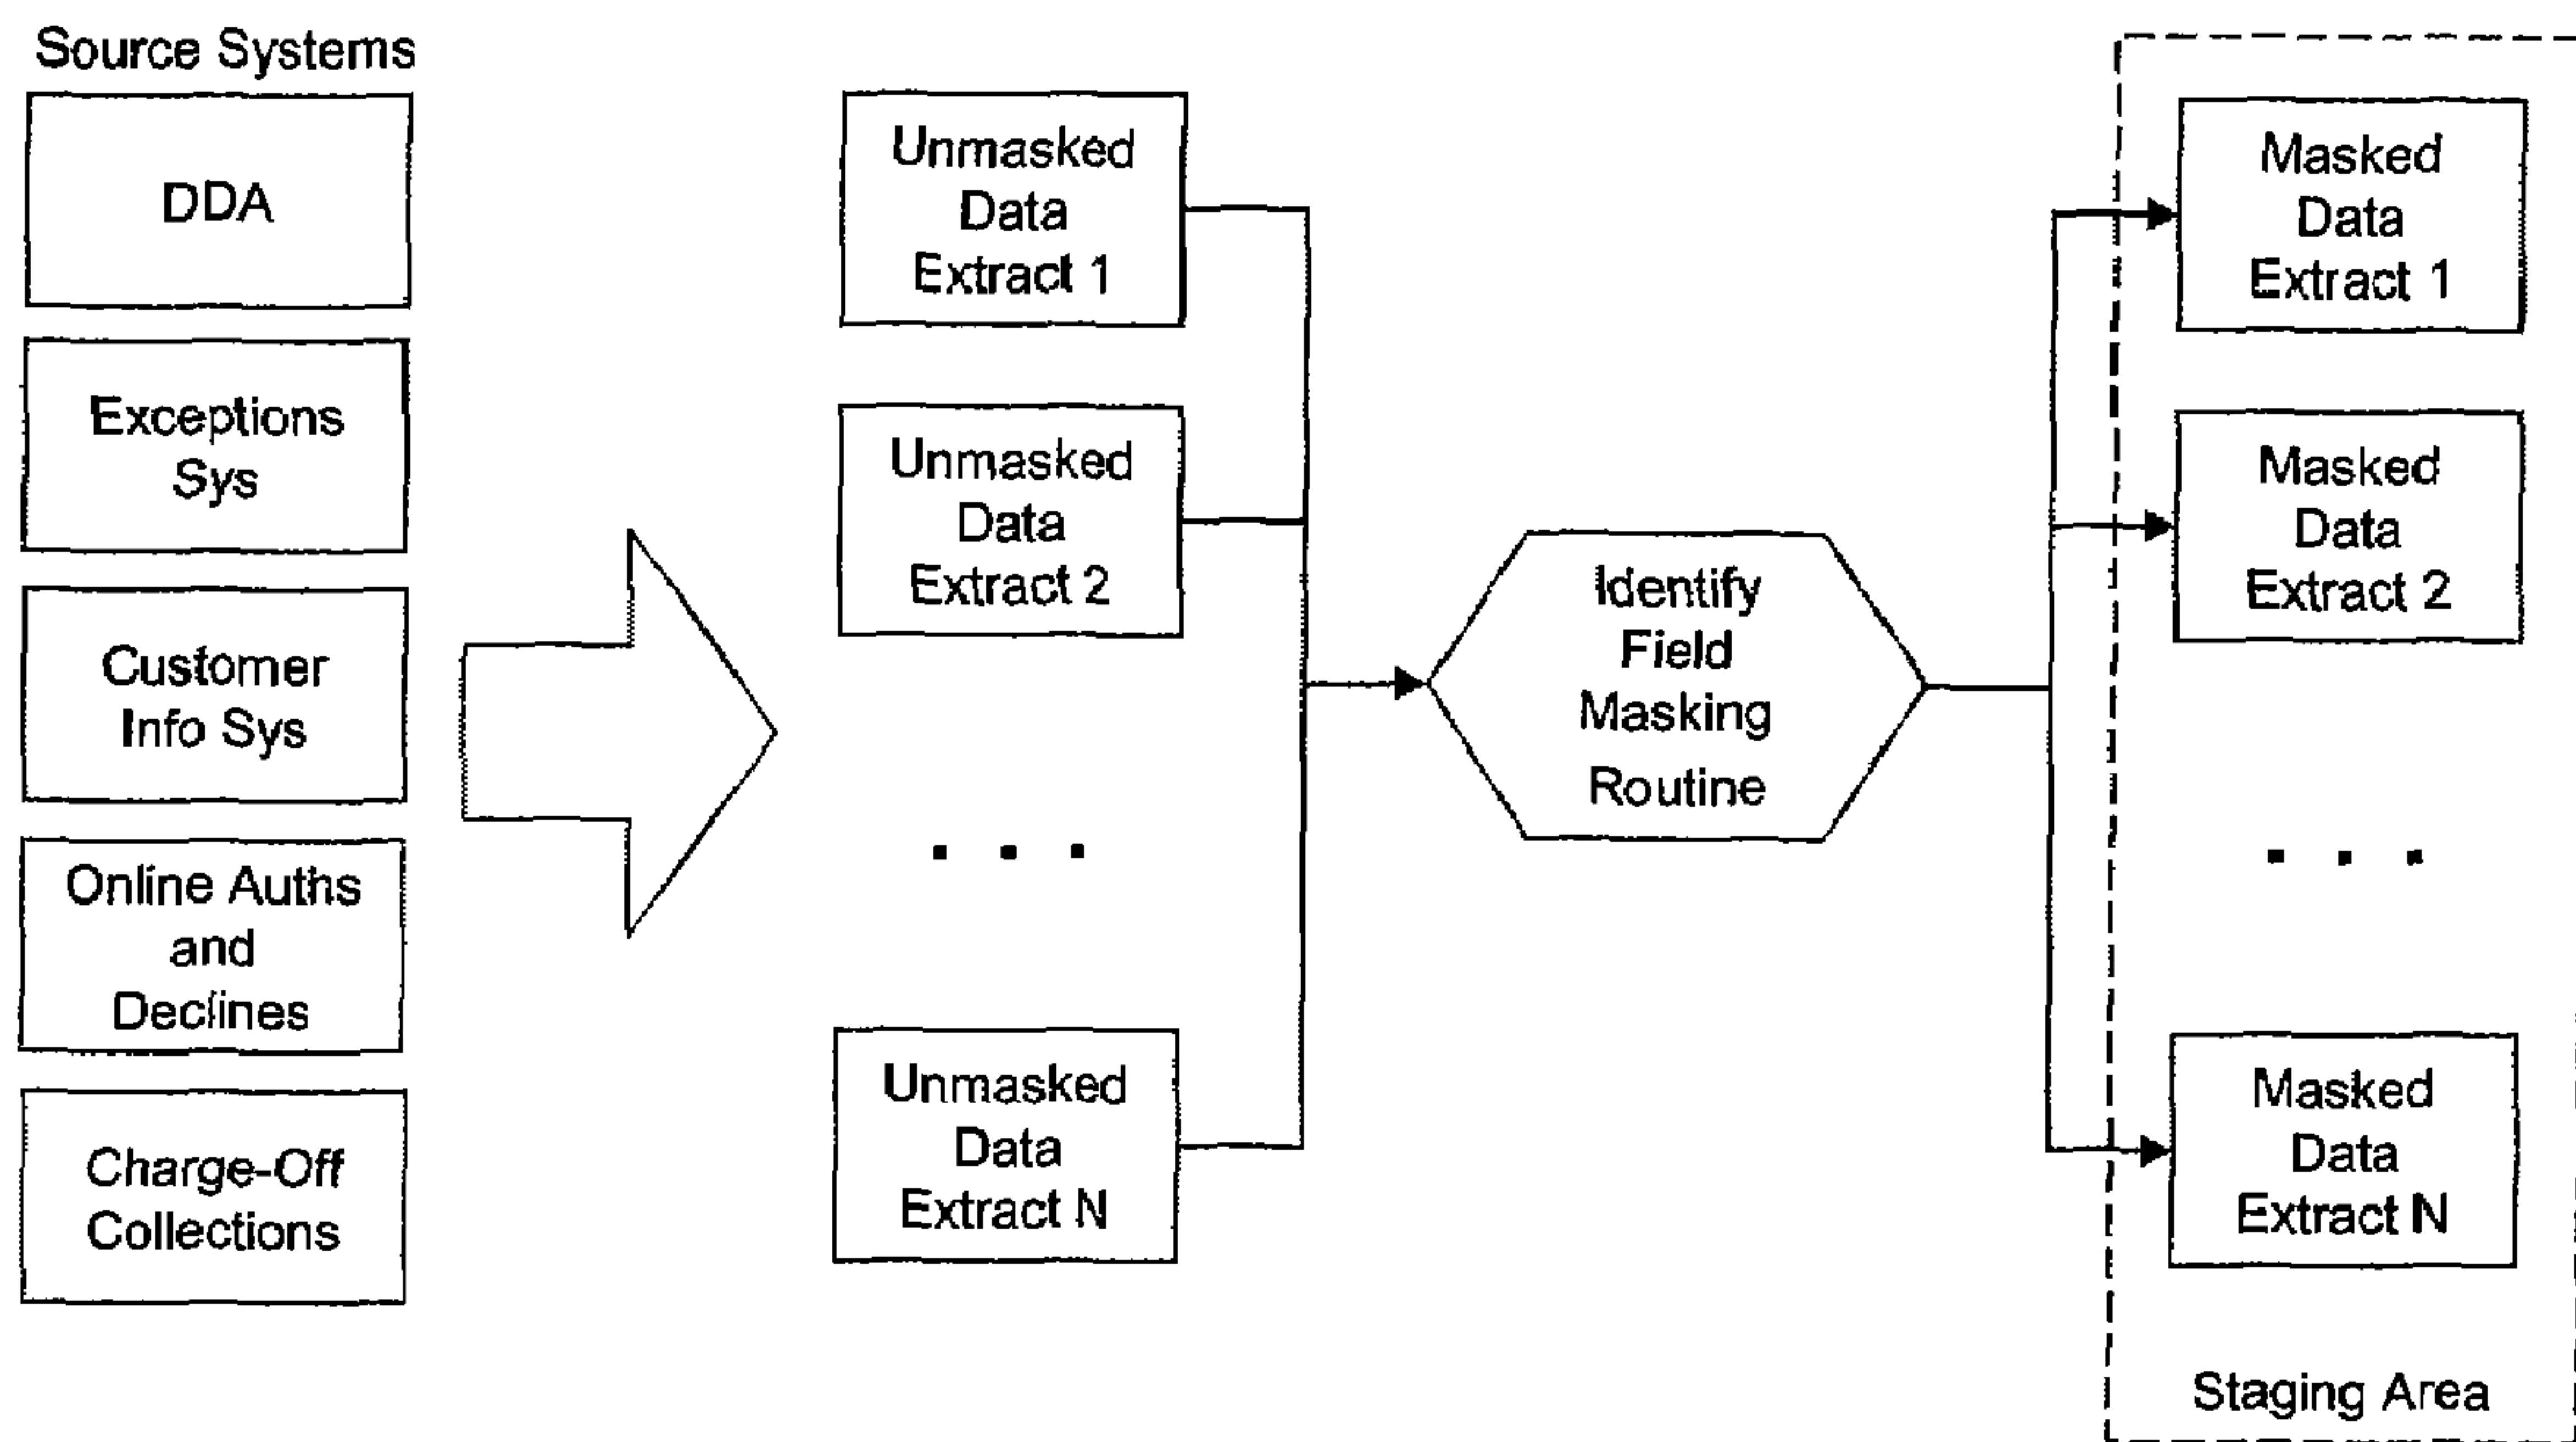 Source Systems
DDA
Exceptions
Sys
Customer
Info Sys
Online Auths
and
Declines
Charge-Off
Collections
Unmasked
Data
Extract 1
Unmasked
Data
Extract 2
. . .
Unmasked
Data
Extract N
Identify
Field
Masking
Routine
Masked
Data
Extract 1
Masked
Data
Extract 2
. . .
Masked
Data
Extract N
Staging Area